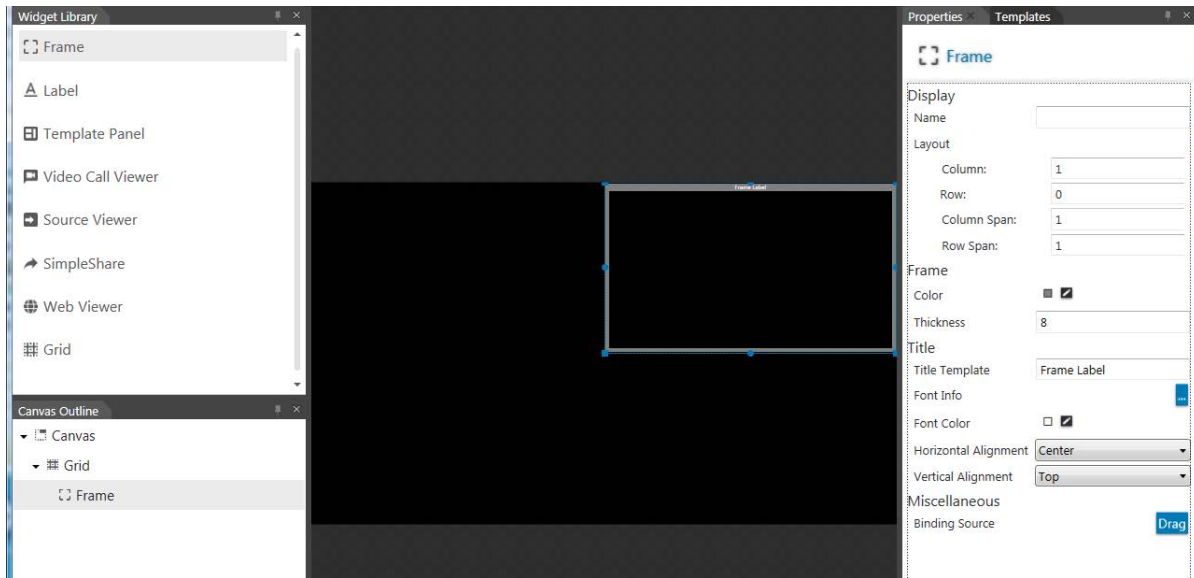 Widget Library
Frame
Label
Template Panel
Video Call Viewer
Source Viewer
SimpleShare
Web Viewer
Grid
Canvas Outline
Canvas
Grid
Frame
Frame Label
Properties
Templates
Frame
Display
Name
Layout
Column: 1
Row: 0
Column Span: 1
Row Span: 1
Frame
Color
Thickness 8
Title
Title Template Frame Label
Font Info ...
Font Color
Horizontal Alignment Center
Vertical Alignment Top
Miscellaneous
Binding Source Drag